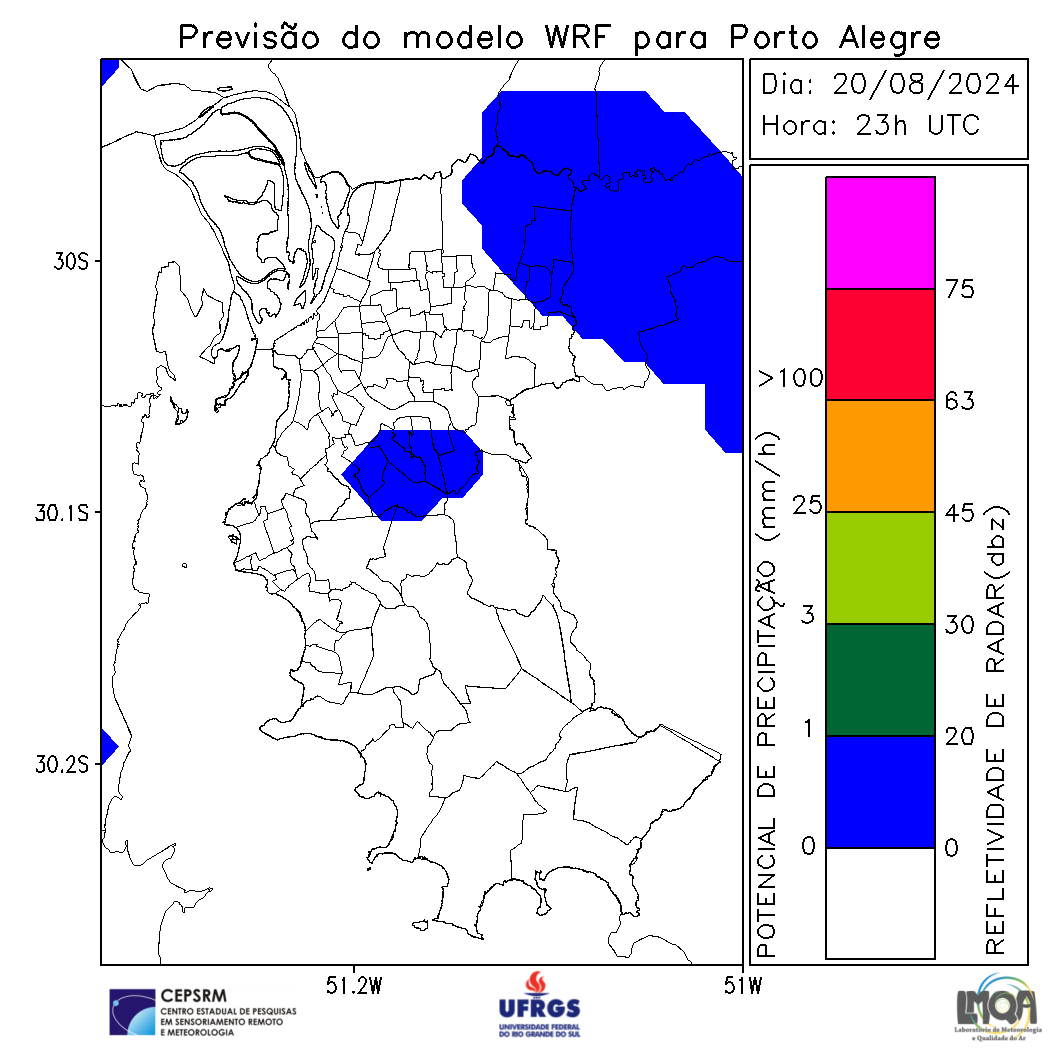 Previsão do modelo WRF para Porto Alegre
Dia: 20/08/2024
Hora: 23h UTC
30S
30.1S
30.2S
51.2W
51W
POTENCIAL DE PRECIPITAÇÃO (mm/h)
>100
25
3
1
0
75
63
45
30
20
0
REFLETIVIDADE DE RADAR(dbz)
CEPSRM
CENTRO ESTADUAL DE PESQUISAS
EM SENSORIAMENTO REMOTO
E METEOROLOGIA
UFRGS
UNIVERSIDADE FEDERAL
DO RIO GRANDE DO SUL
LMQA
Laboratório de Meteorologia
e Qualidade do Ar